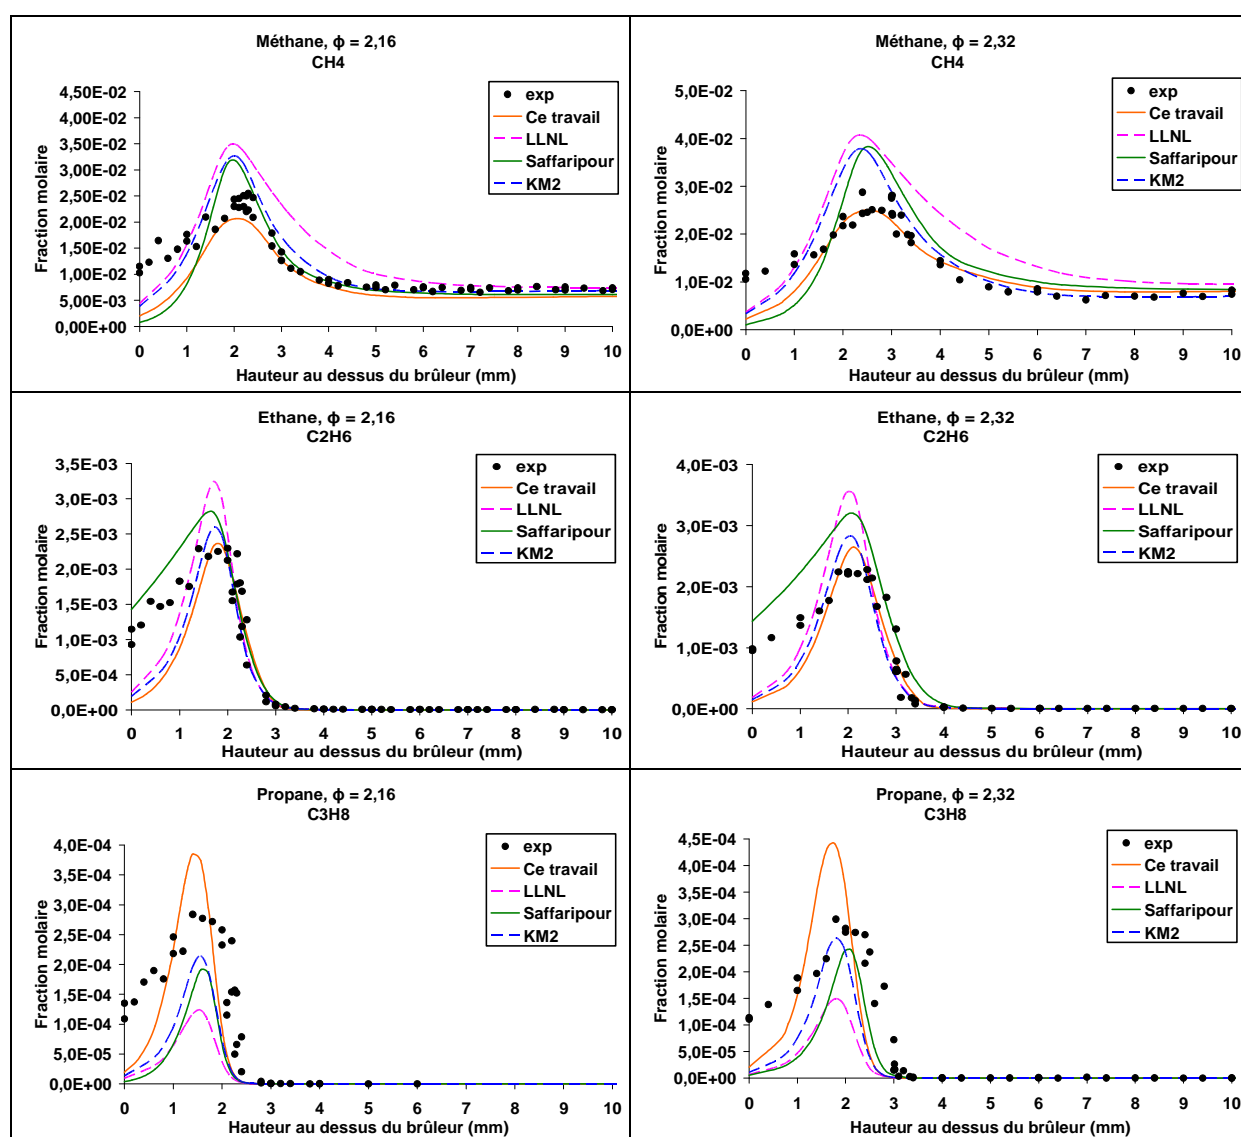 Méthane, ϕ = 2,16
CH4
4,50E-02
4,00E-02
3,50E-02
3,00E-02
2,50E-02
2,00E-02
1,50E-02
1,00E-02
5,00E-03
0,00E+00
Fraction molaire
0 1 2 3 4 5 6 7 8 9 10
Hauteur au dessus du brûleur (mm)
exp
Ce travail
LLNL
Saffaripour
KM2
Méthane, ϕ = 2,32
CH4
5,0E-02
4,0E-02
3,0E-02
2,0E-02
1,0E-02
0,0E+00
Fraction molaire
0 1 2 3 4 5 6 7 8 9 10
Hauteur au dessus du brûleur (mm)
exp
Ce travail
LLNL
Saffaripour
KM2
Ethane, ϕ = 2,16
C2H6
3,5E-03
3,0E-03
2,5E-03
2,0E-03
1,5E-03
1,0E-03
5,0E-04
0,0E+00
Fraction molaire
0 1 2 3 4 5 6 7 8 9 10
Hauteur au dessus du brûleur (mm)
exp
Ce travail
LLNL
Saffaripour
KM2
Ethane, ϕ = 2,32
C2H6
4,0E-03
3,0E-03
2,0E-03
1,0E-03
0,0E+00
Fraction molaire
0 1 2 3 4 5 6 7 8 9 10
Hauteur au dessus du brûleur (mm)
exp
Ce travail
LLNL
Saffaripour
KM2
Propane, ϕ = 2,16
C3H8
4,0E-04
3,5E-04
3,0E-04
2,5E-04
2,0E-04
1,5E-04
1,0E-04
5,0E-05
0,0E+00
Fraction molaire
0 1 2 3 4 5 6 7 8 9 10
Hauteur au dessus du brûleur (mm)
exp
Ce travail
LLNL
Saffaripour
KM2
Propane, ϕ = 2,32
C3H8
4,5E-04
4,0E-04
3,5E-04
3,0E-04
2,5E-04
2,0E-04
1,5E-04
1,0E-04
5,0E-05
0,0E+00
Fraction molaire
0 1 2 3 4 5 6 7 8 9 10
Hauteur au dessus du brûleur (mm)
exp
Ce travail
LLNL
Saffaripour
KM2